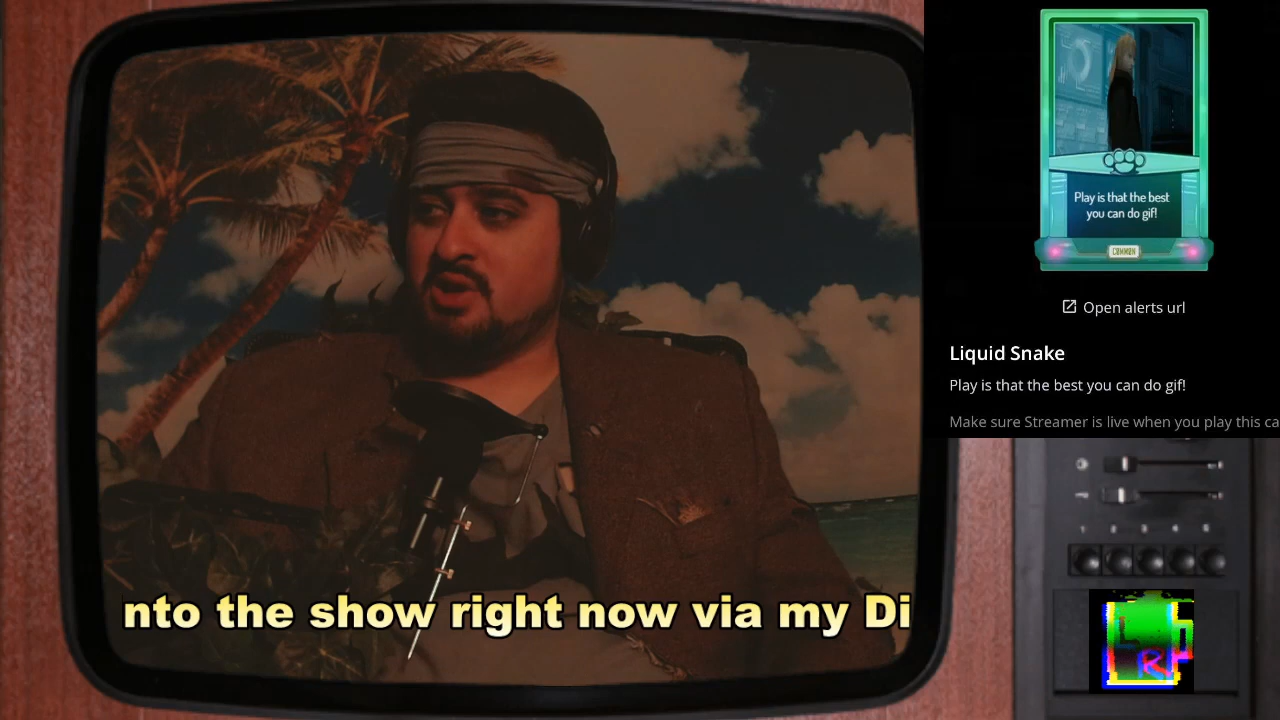 Play is that the best
you can do gif!
COMMON
Open alerts url
Liquid Snake
Play is that the best you can do gif!
Make sure Streamer is live when you play this ca
nto the show right now via my Di
L
R